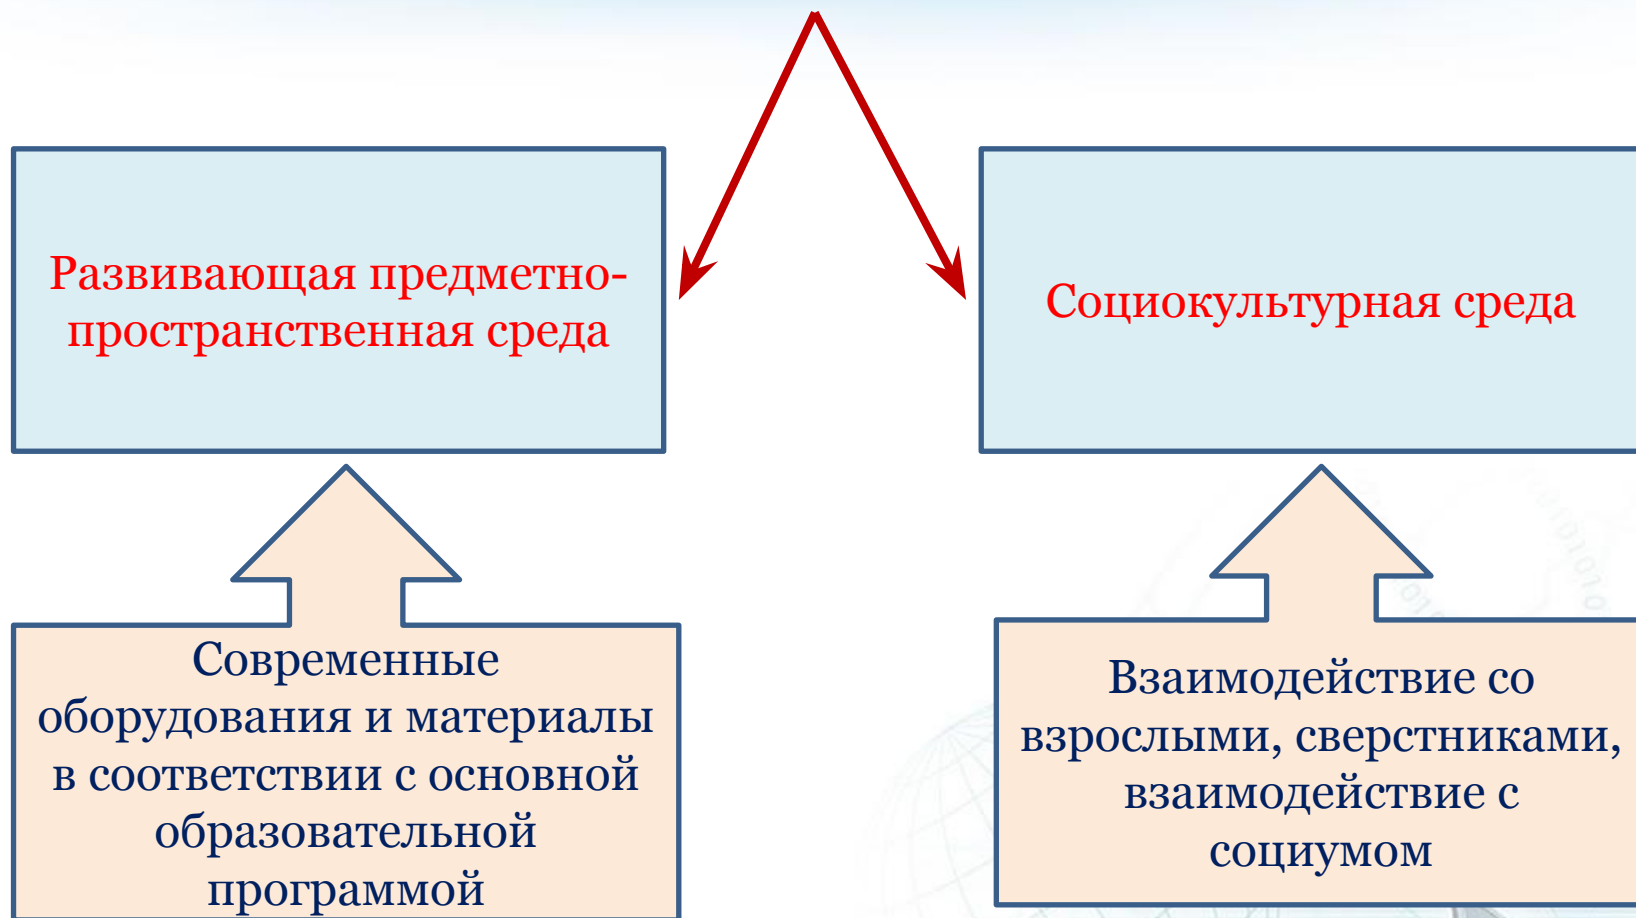 Развивающая предметно-
пространственная среда
Социокультурная среда
Современные
оборудования и материалы
в соответствии с основной
образовательной
программой
Взаимодействие со
взрослыми, сверстниками,
взаимодействие с
социумом